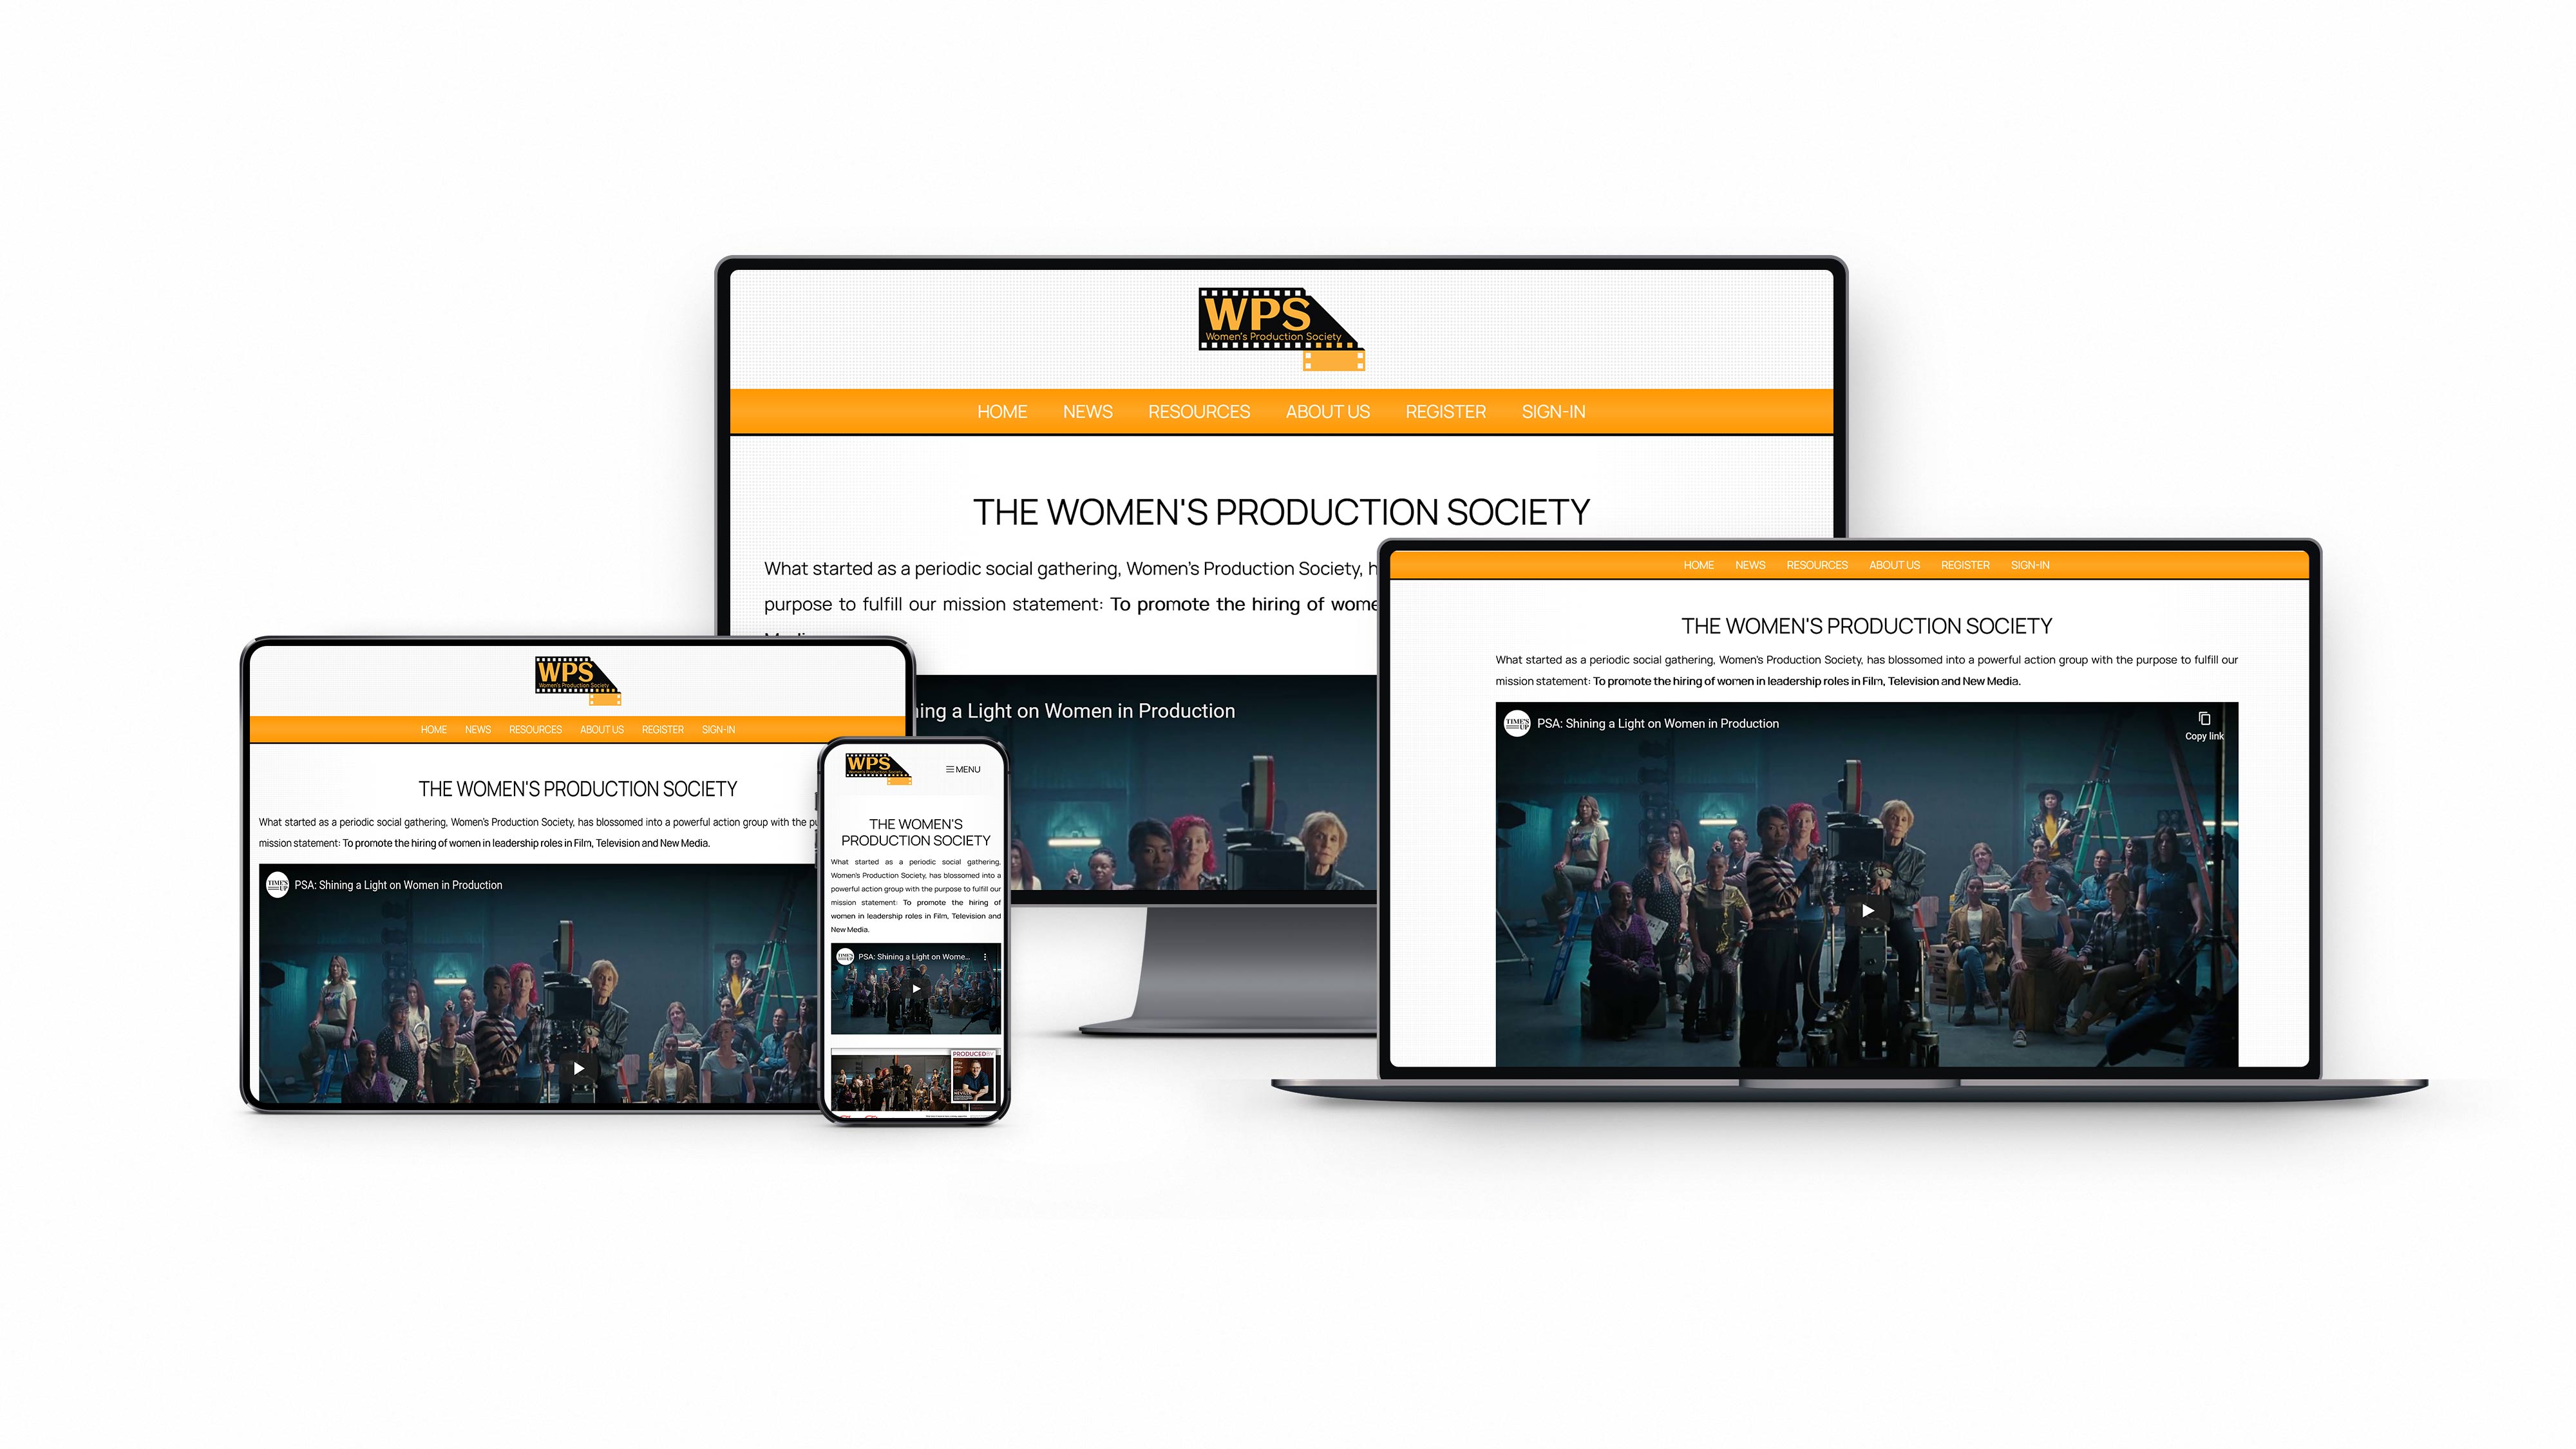 WPS
Women's Production Society
HOME NEWS RESOURCES ABOUT US REGISTER SIGN-IN
THE WOMEN'S PRODUCTION SOCIETY
What started as a periodic social gathering, Women's Production Society, h
purpose to fulfill our mission statement: To promote the hiring of wome
ing a Light on Women in Production
HOME NEWS RESOURCES ABOUT US REGISTER SIGN-IN
THE WOMEN'S PRODUCTION SOCIETY
What started as a periodic social gathering, Women's Production Society, has blossomed into a powerful action group with the purpose to fulfill our
mission statement: To promote the hiring of women in leadership roles in Film, Television and New Media.
TIME'S UP
PSA: Shining a Light on Women in Production
Copy link
WPS
Women's Production Society
HOME NEWS RESOURCES ABOUT US REGISTER SIGN-IN
THE WOMEN'S PRODUCTION SOCIETY
What started as a periodic social gathering, Women's Production Society, has blossomed into a powerful action group with the pu
mission statement: To promote the hiring of women in leadership roles in Film, Television and New Media.
TIME'S UP
PSA: Shining a Light on Women in Production
WPS
MENU
THE WOMEN'S
PRODUCTION SOCIETY
What started as a periodic social gathering,
Women's Production Society, has blossomed into a
powerful action group with the purpose to fulfill our
mission statement: To promote the hiring of
women in leadership roles in Film, Television and
New Media.
TIME'S UP
PSA: Shining a Light on Wome...
PRODUCEDBY